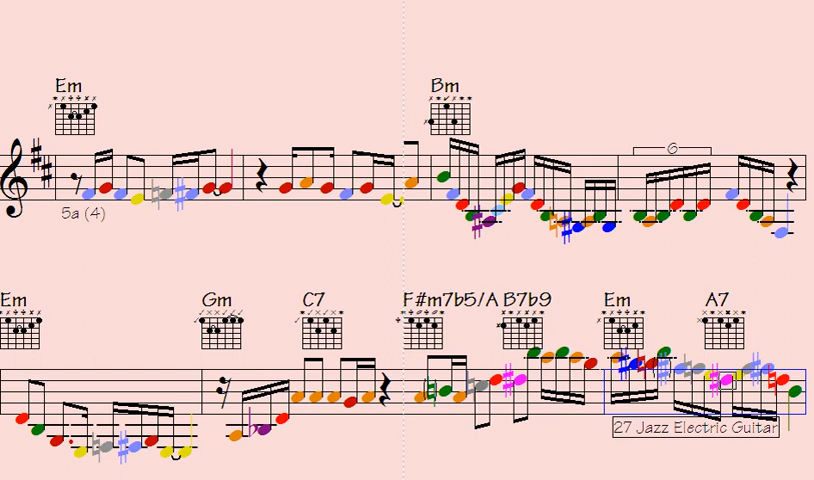 Em Bm
6
5a (4)
Em Gm C7 F#m7b5/A B7b9 Em A7
27 Jazz Electric Guitar